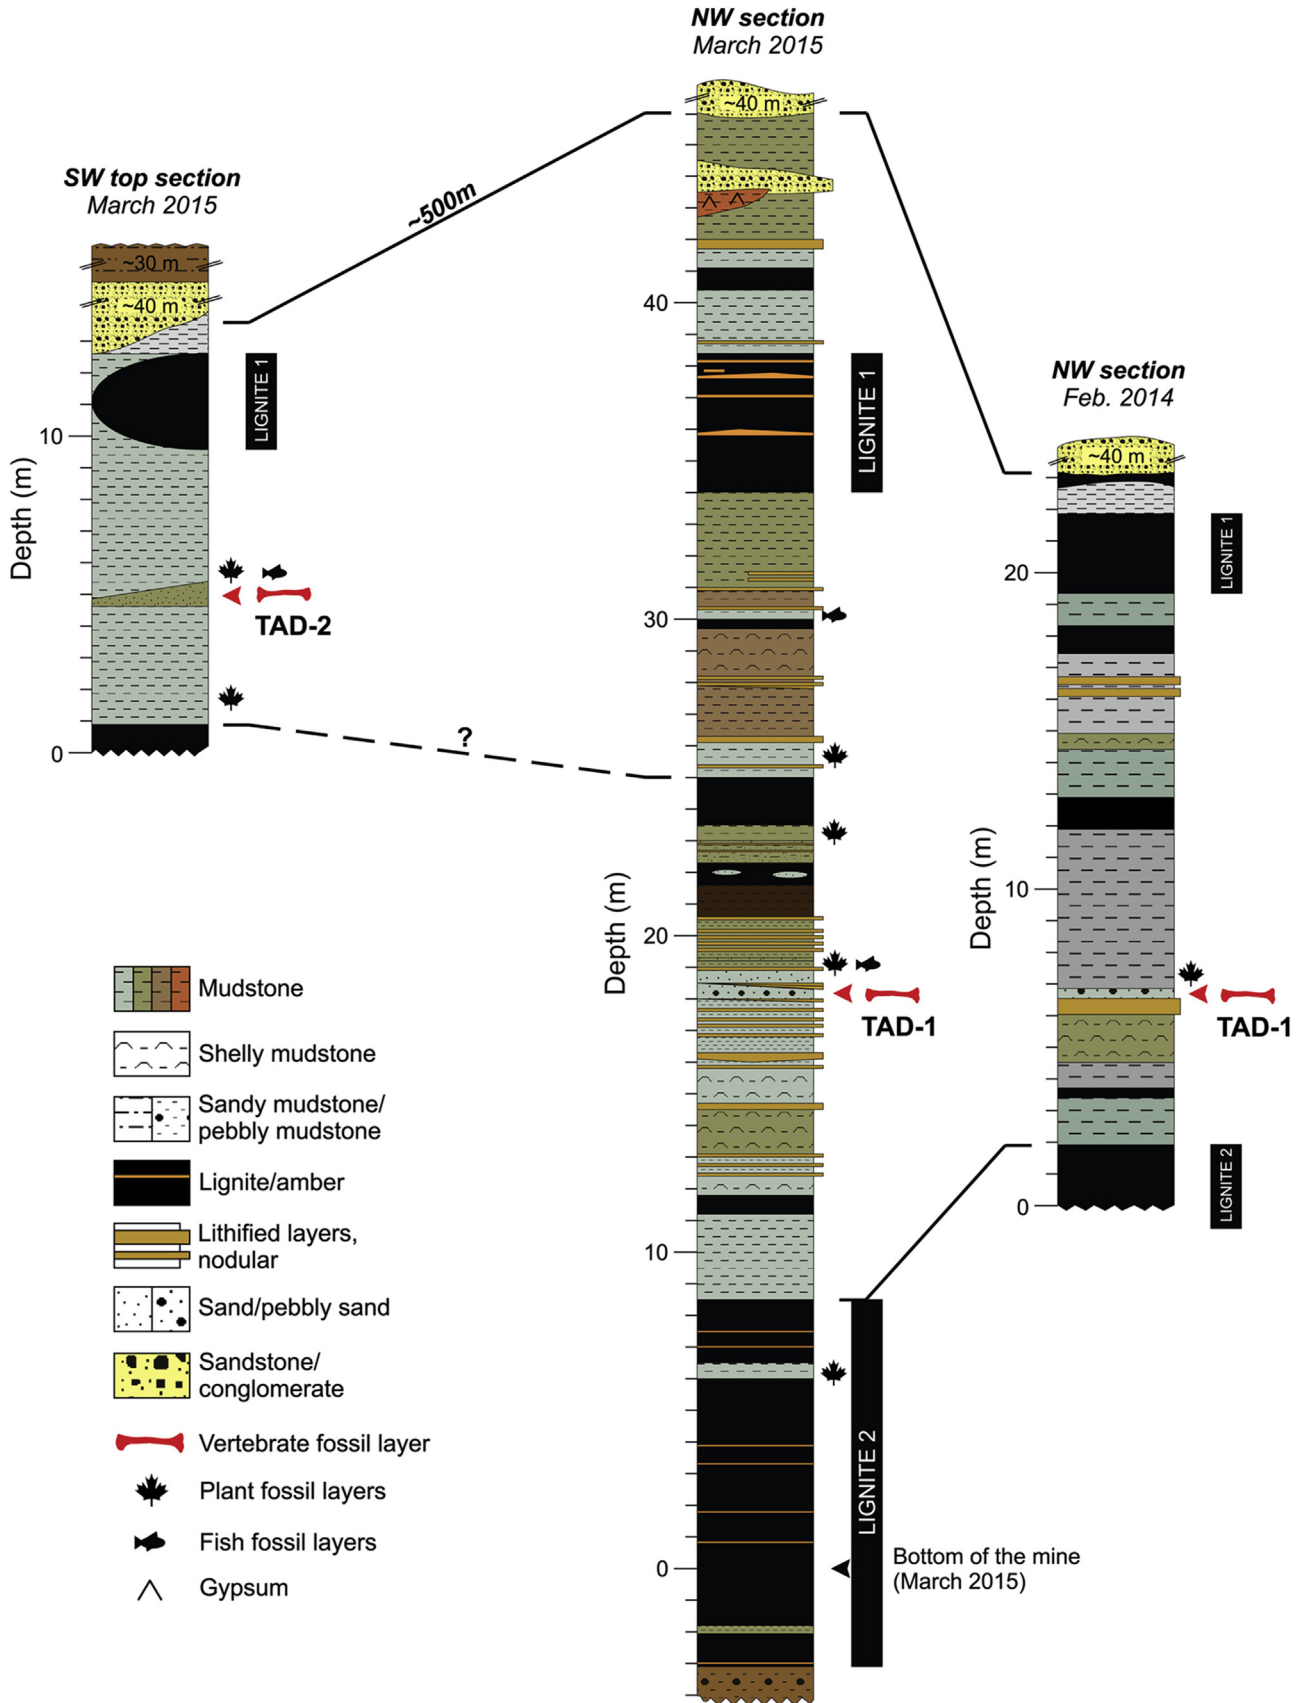 NW section
March 2015
~40 m
SW top section
March 2015
~30 m
~40 m
~500m
LIGNITE 1
10
Depth (m)
TAD-2
0
?
40
LIGNITE 1
30
20
Depth (m)
TAD-1
10
LIGNITE 2
0
Bottom of the mine
(March 2015)
NW section
Feb. 2014
~40 m
LIGNITE 1
20
Depth (m)
10
TAD-1
0
LIGNITE 2
Mudstone
Shelly mudstone
Sandy mudstone/
pebbly mudstone
Lignite/amber
Lithified layers,
nodular
Sand/pebbly sand
Sandstone/
conglomerate
Vertebrate fossil layer
Plant fossil layers
Fish fossil layers
Gypsum